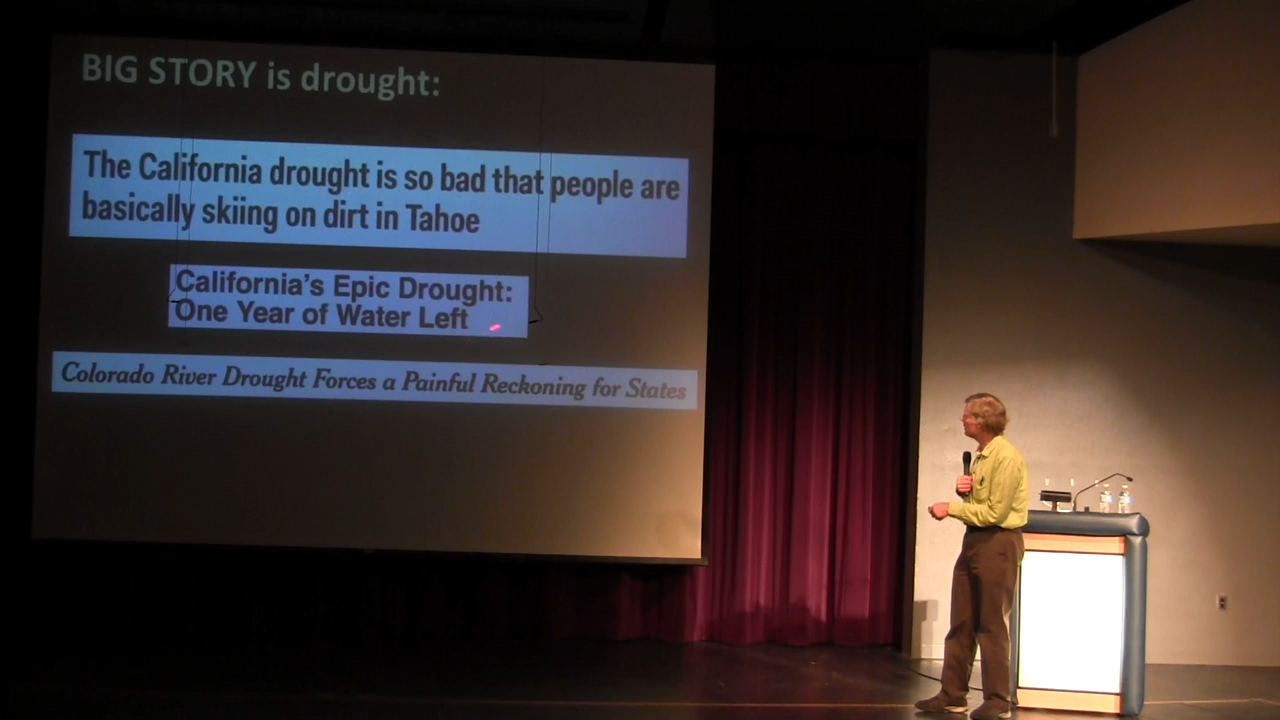 BIG STORY is drought:
The California drought is so bad that people are
basically skiing on dirt in Tahoe
California's Epic Drought:
One Year of Water Left
Colorado River Drought Forces a Painful Reckoning for States